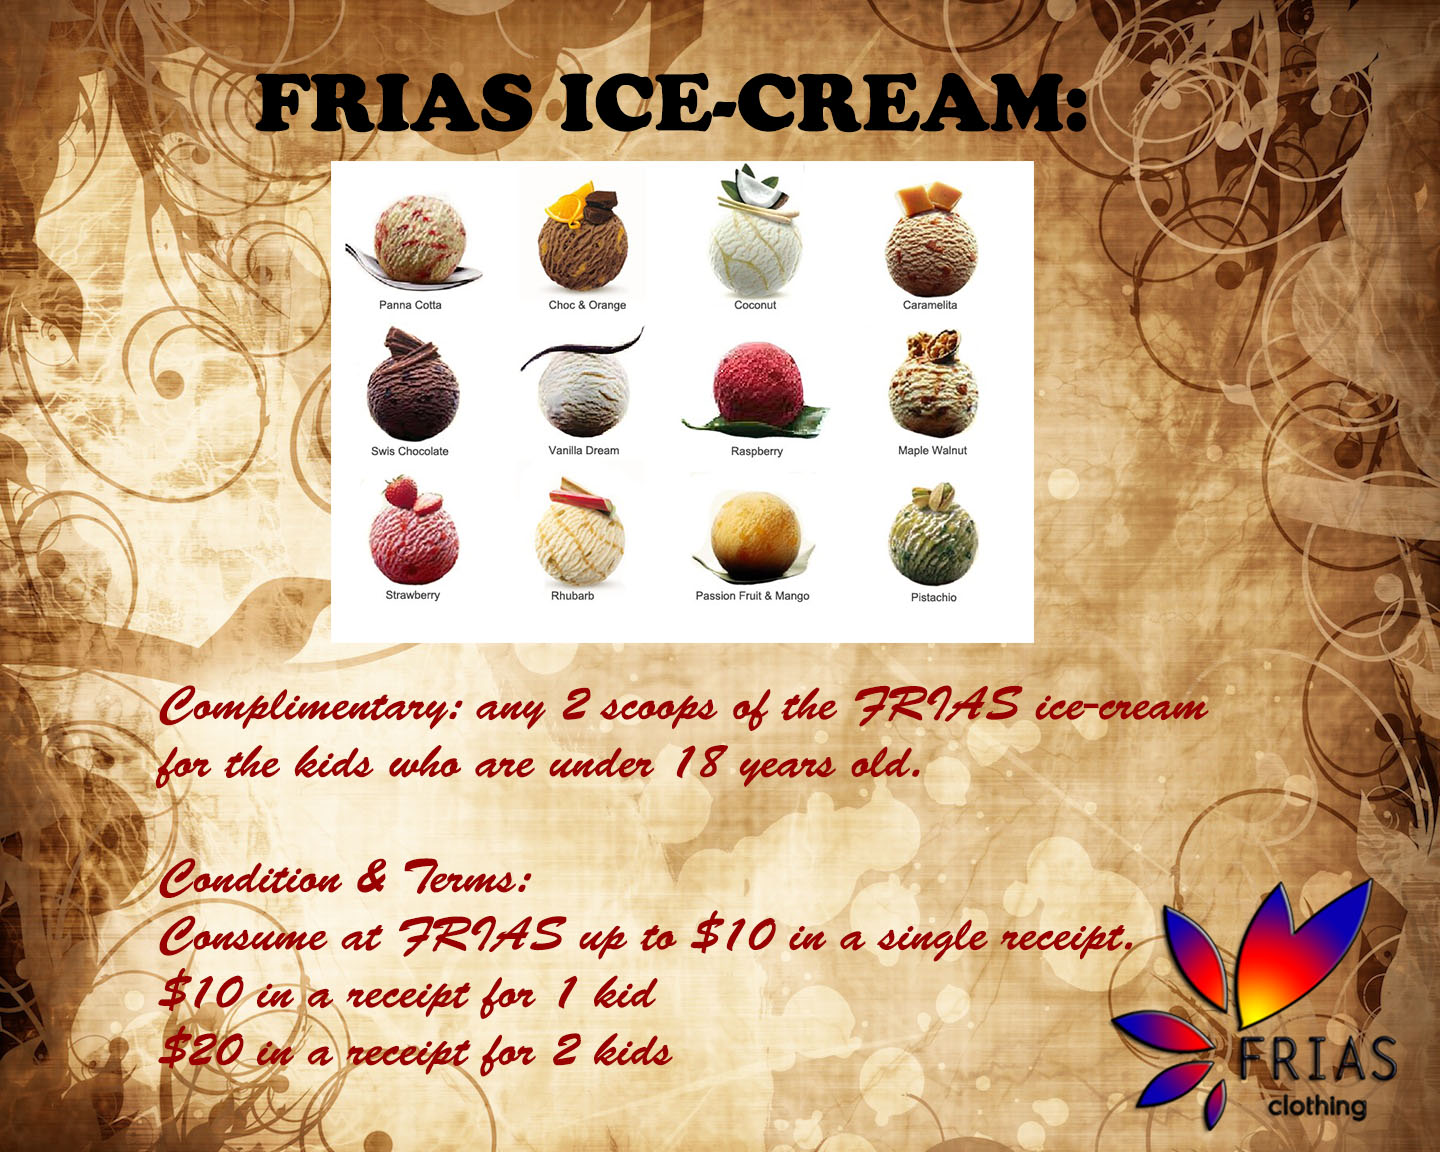 FRIAS ICE-CREAM:
Panna Cotta
Choc & Orange
Coconut
Caramelita
Swis Chocolate
Vanilla Dream
Raspberry
Maple Walnut
Strawberry
Rhubarb
Passion Fruit & Mango
Pistachio
Complimentary: any 2 scoops of the FRIAS ice-cream
for the kids who are under 18 years old.
Condition & Terms:
Consume at FRIAS up to $10 in a single receipt.
$10 in a receipt for 1 kid
$20 in a receipt for 2 kids
FRIAS
clothing